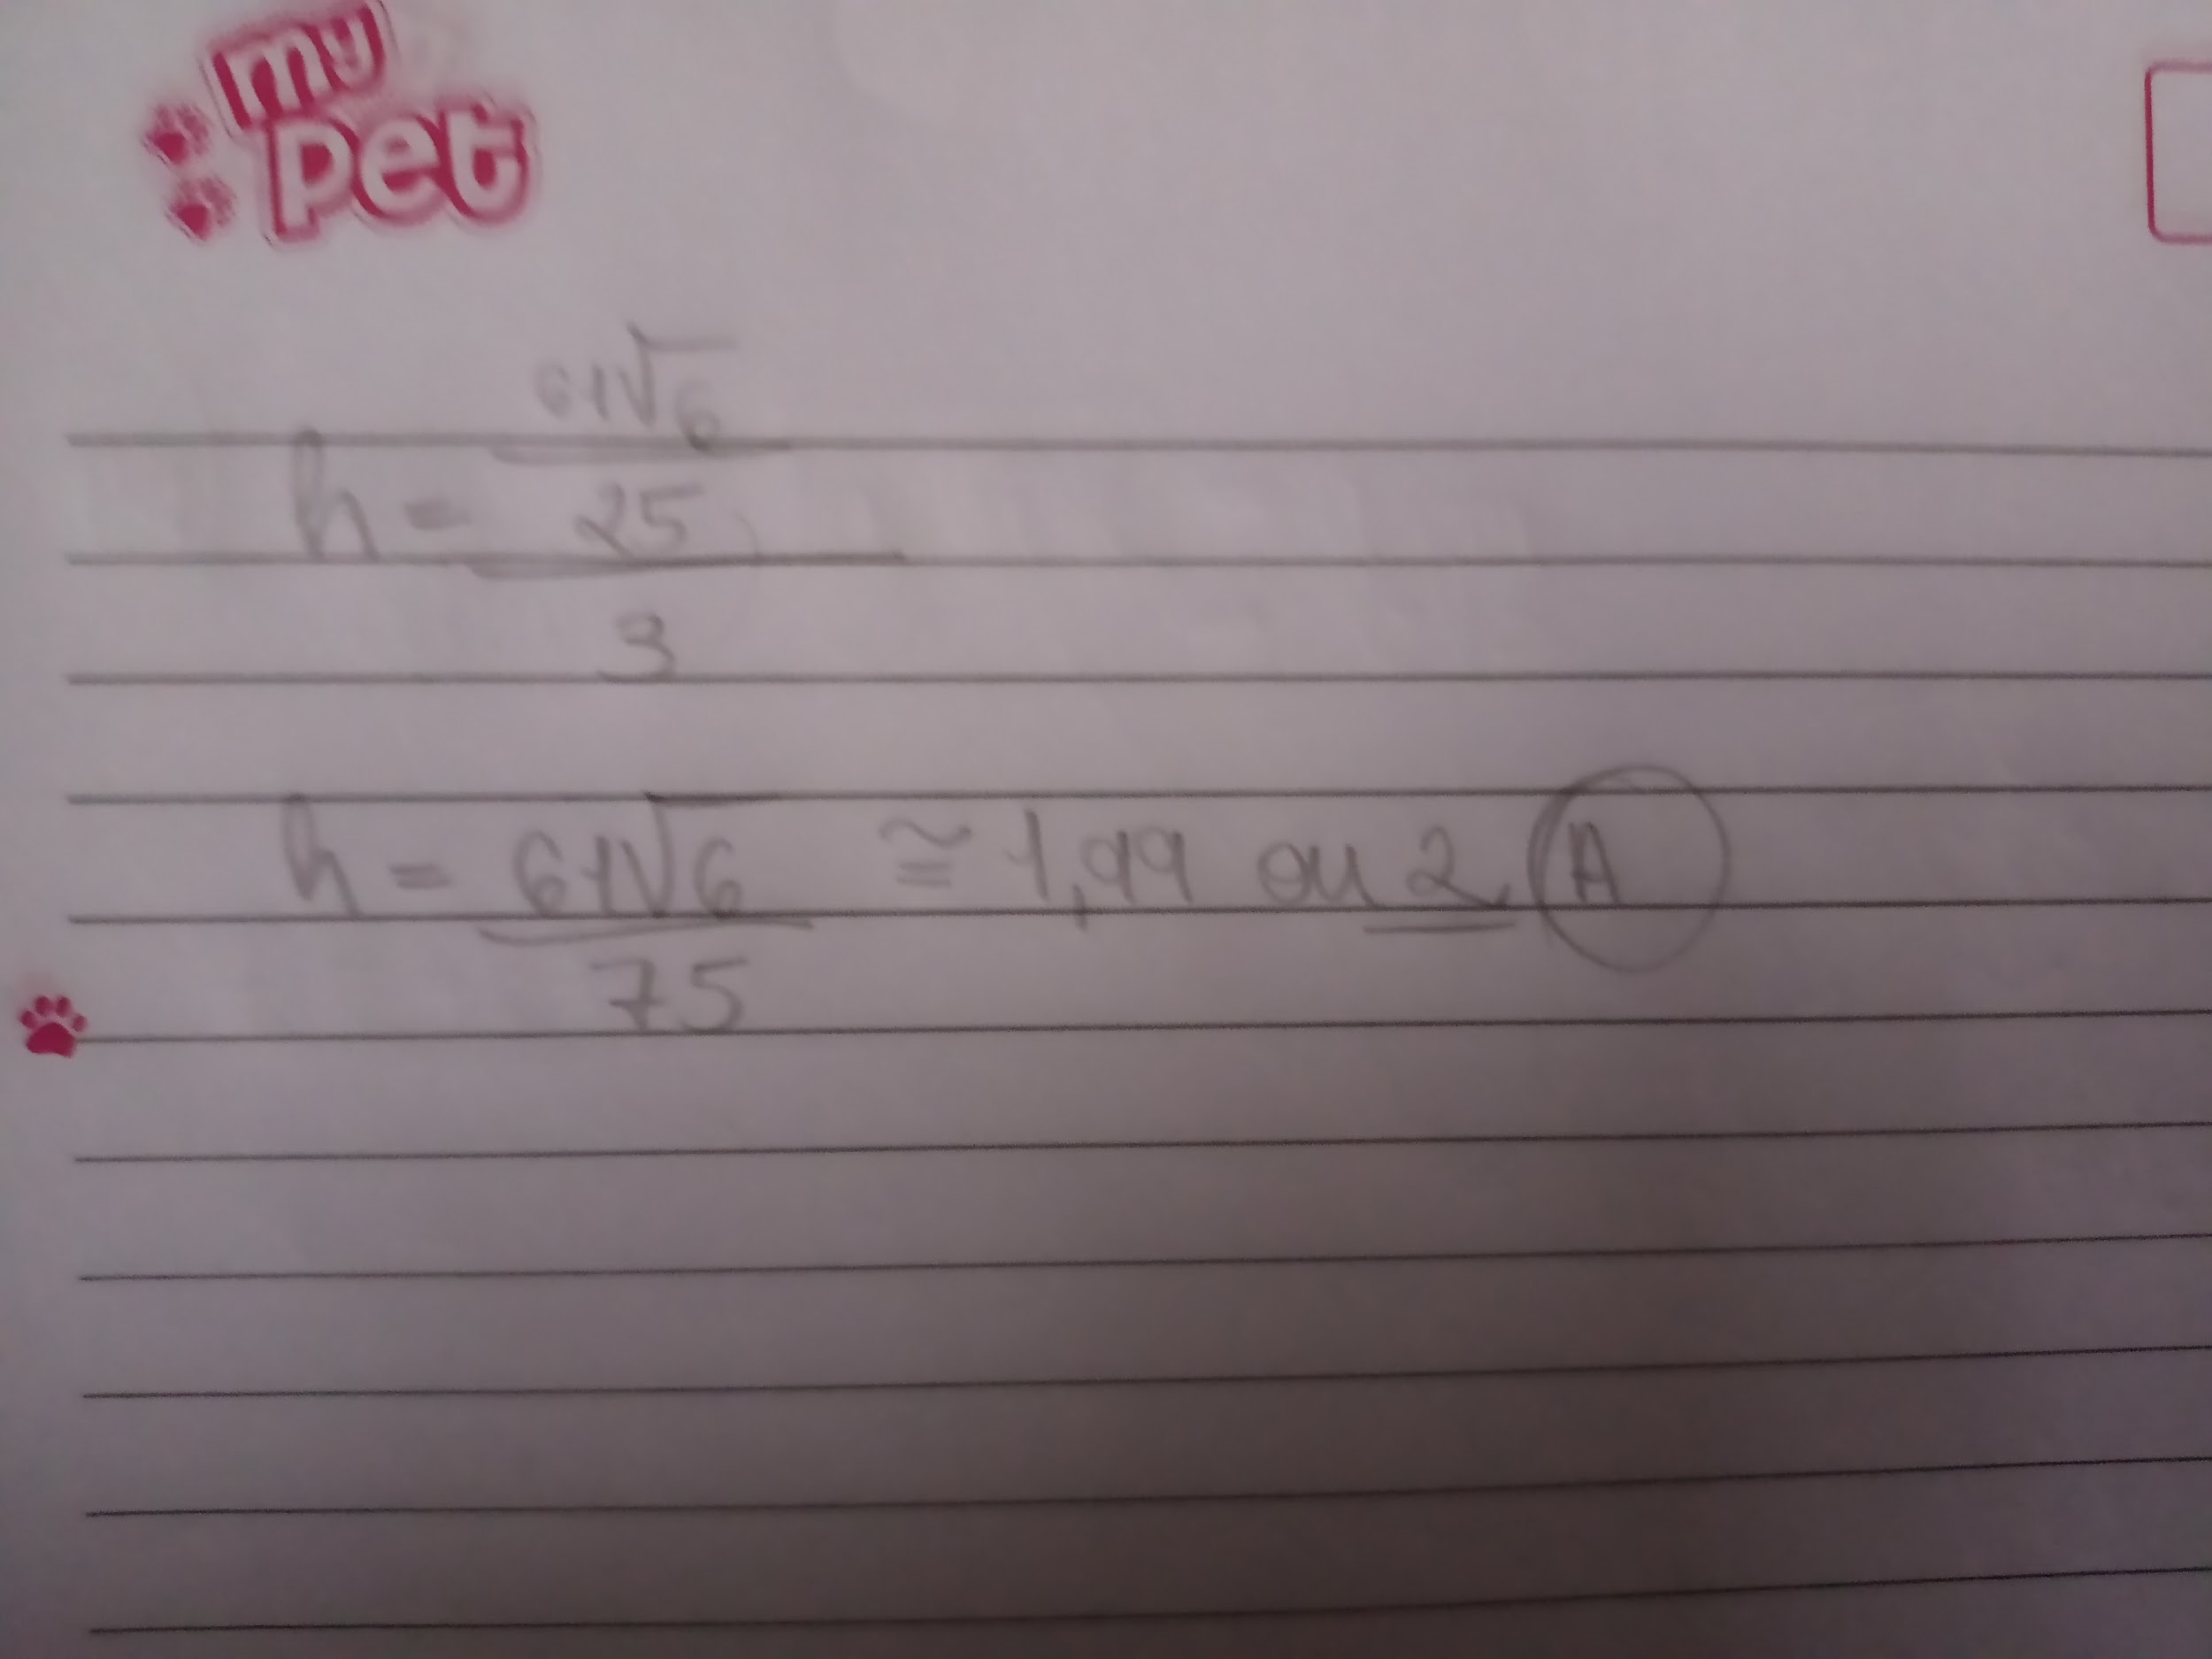 my
pet
h = 61√6
25
3
h = 61√6 ≅ 1,99 ou 2 A
75